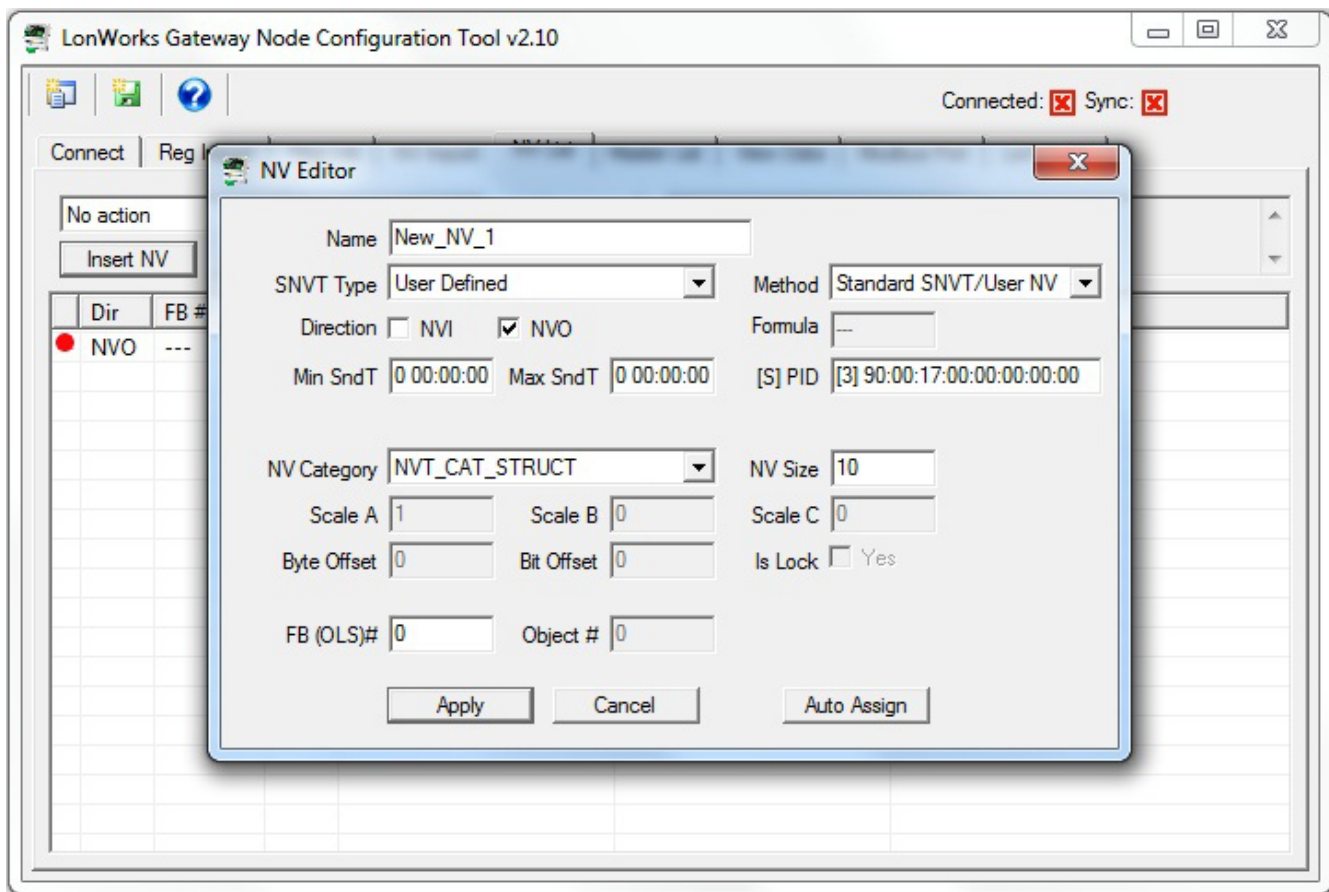 LonWorks Gateway Node Configuration Tool v2.10
Connected: Sync:
Connect Reg
NV Editor
No action
Insert NV
Dir FB #
NVO ---
Name New_NV_1
SNVT Type User Defined Method Standard SNVT/User NV
Direction NVI NVO Formula ---
Min SndT 0 00:00:00 Max SndT 0 00:00:00 [S] PID [3] 90:00:17:00:00:00:00:00
NV Category NVT_CAT_STRUCT NV Size 10
Scale A 1 Scale B 0 Scale C 0
Byte Offset 0 Bit Offset 0 Is Lock Yes
FB (OLS)# 0 Object # 0
Apply Cancel Auto Assign